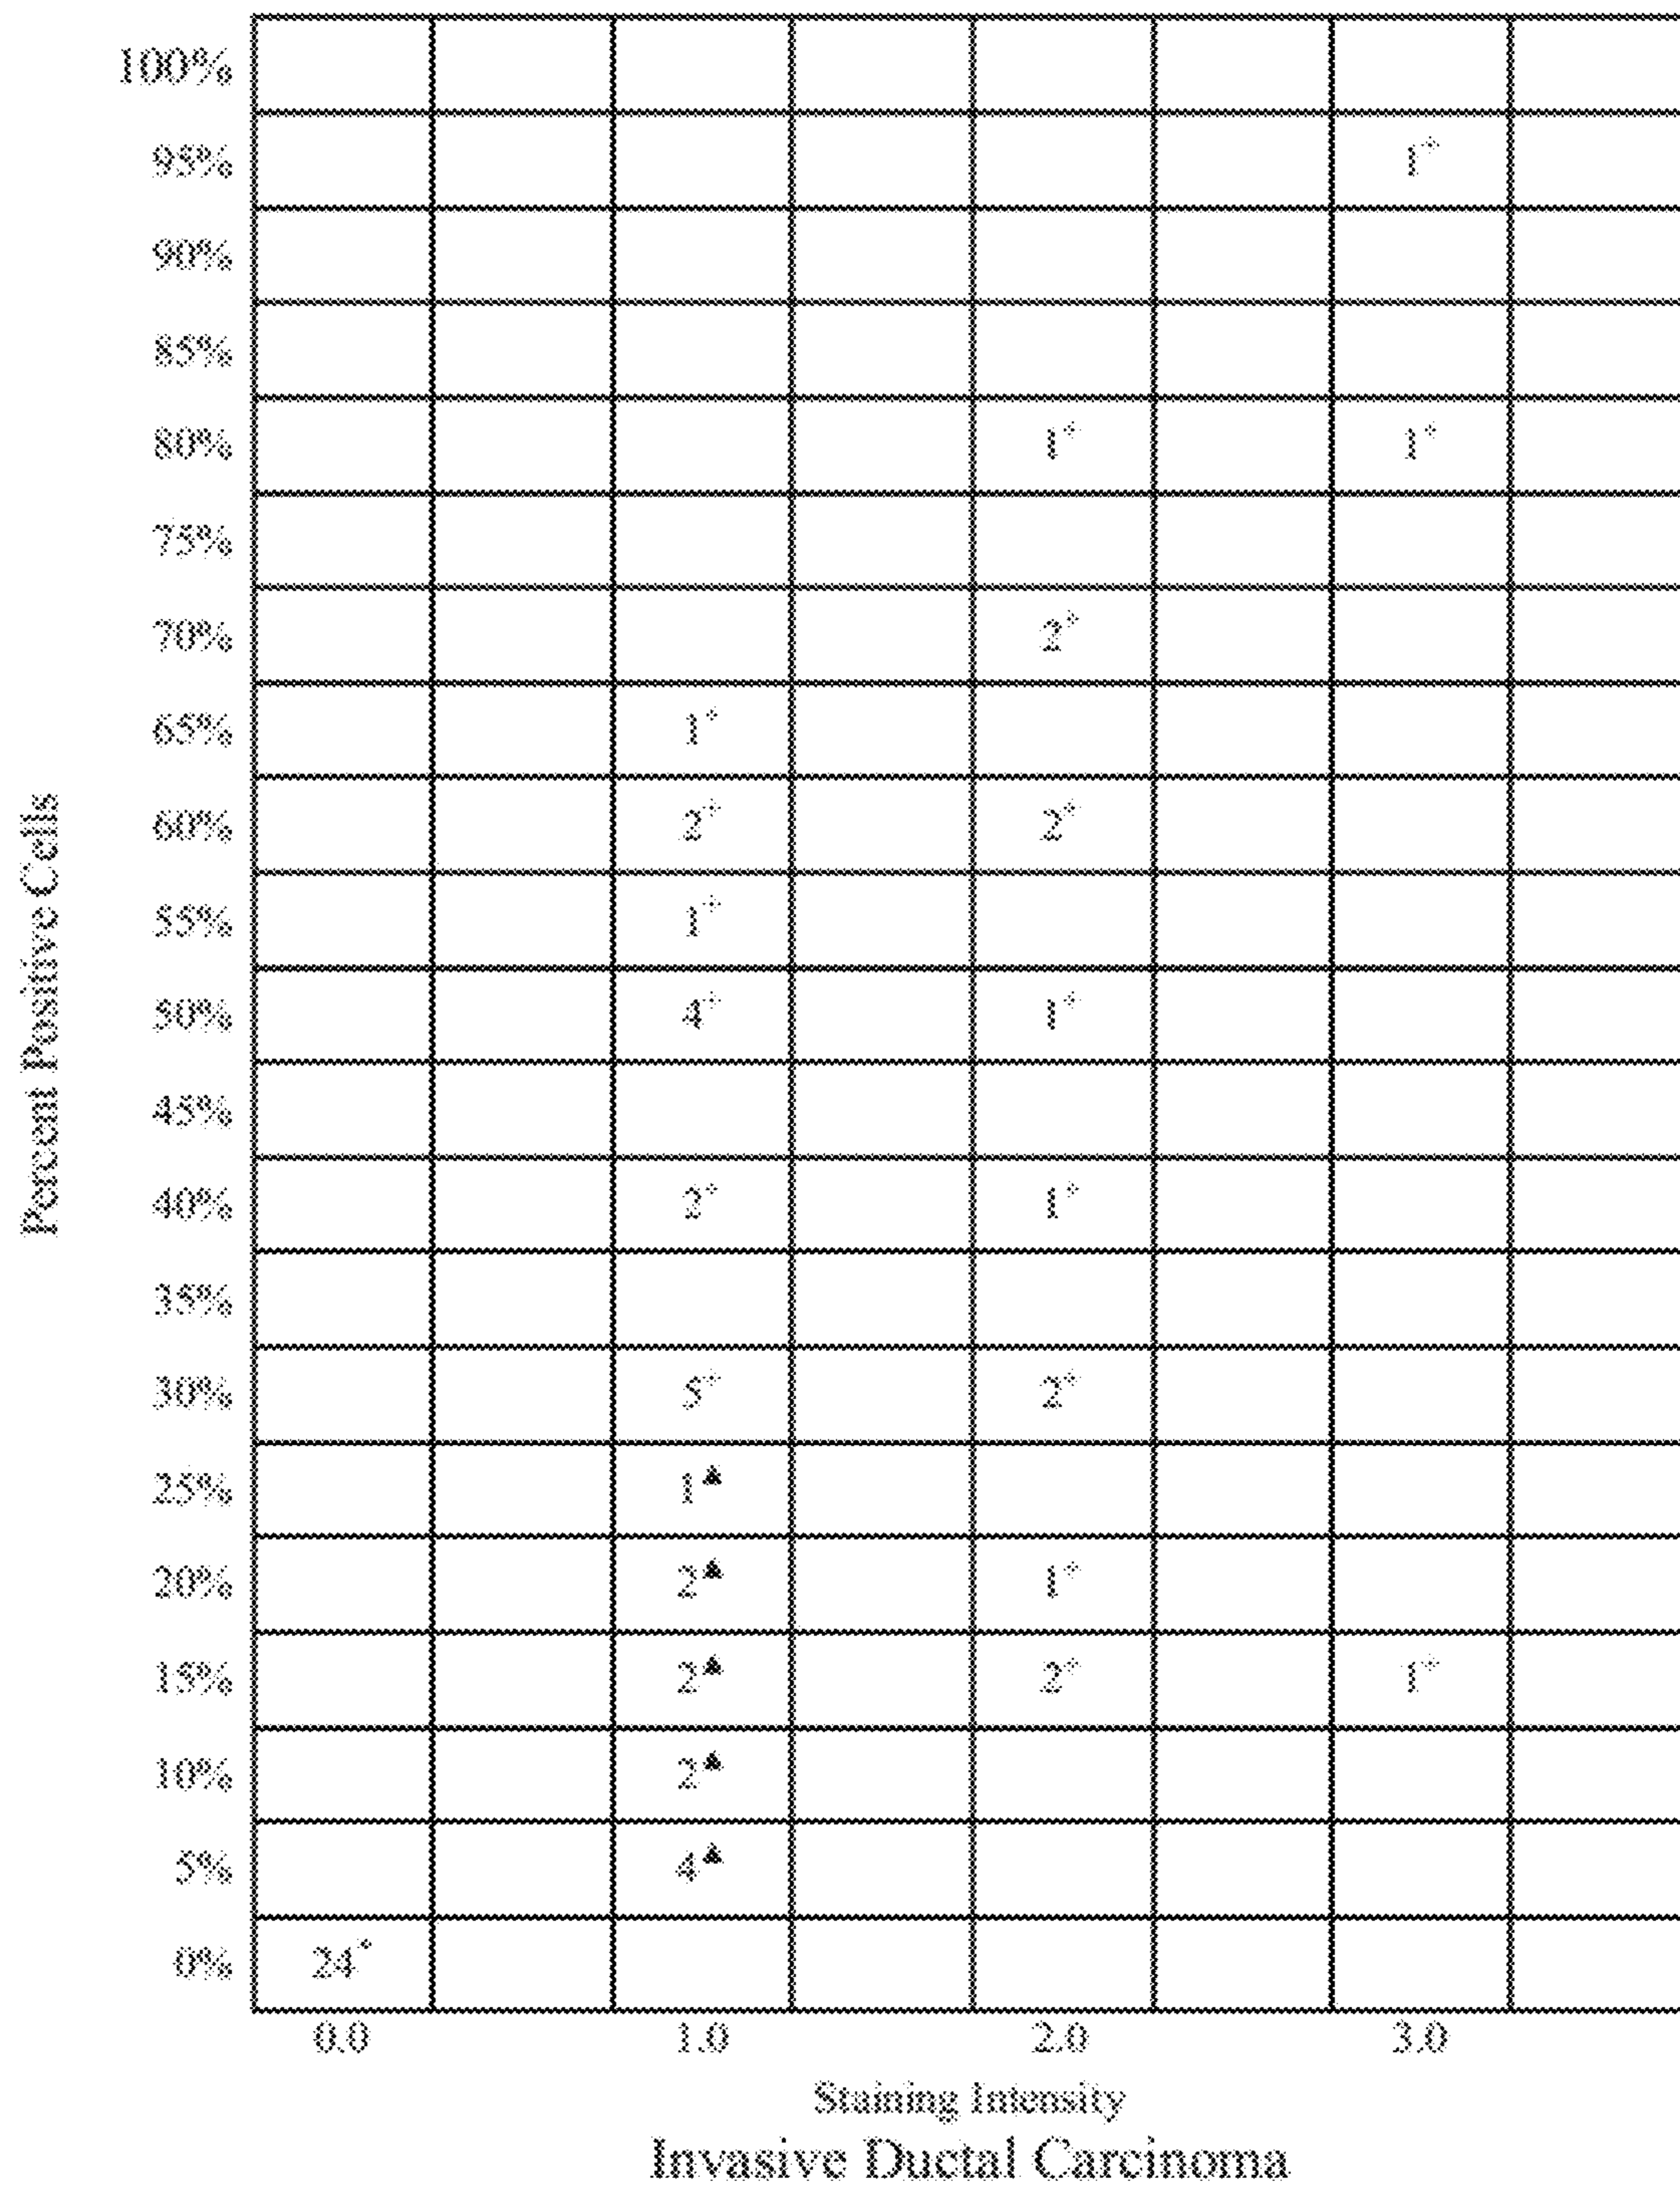 100%
95% 1+
90%
85%
80% 1+ 1+
75%
70% 2+
65% 1+
60% 2+ 2+
55% 1+
50% 4+ 1+
45%
40% 2+ 1+
35%
30% 5+ 2+
25% 1▲
20% 2▲ 1+
15% 2▲ 2+ 1+
10% 2▲
5% 4▲
0% 24*
Percent Positive Cells
0.0 1.0 2.0 3.0
Staining Intensity
Invasive Ductal Carcinoma